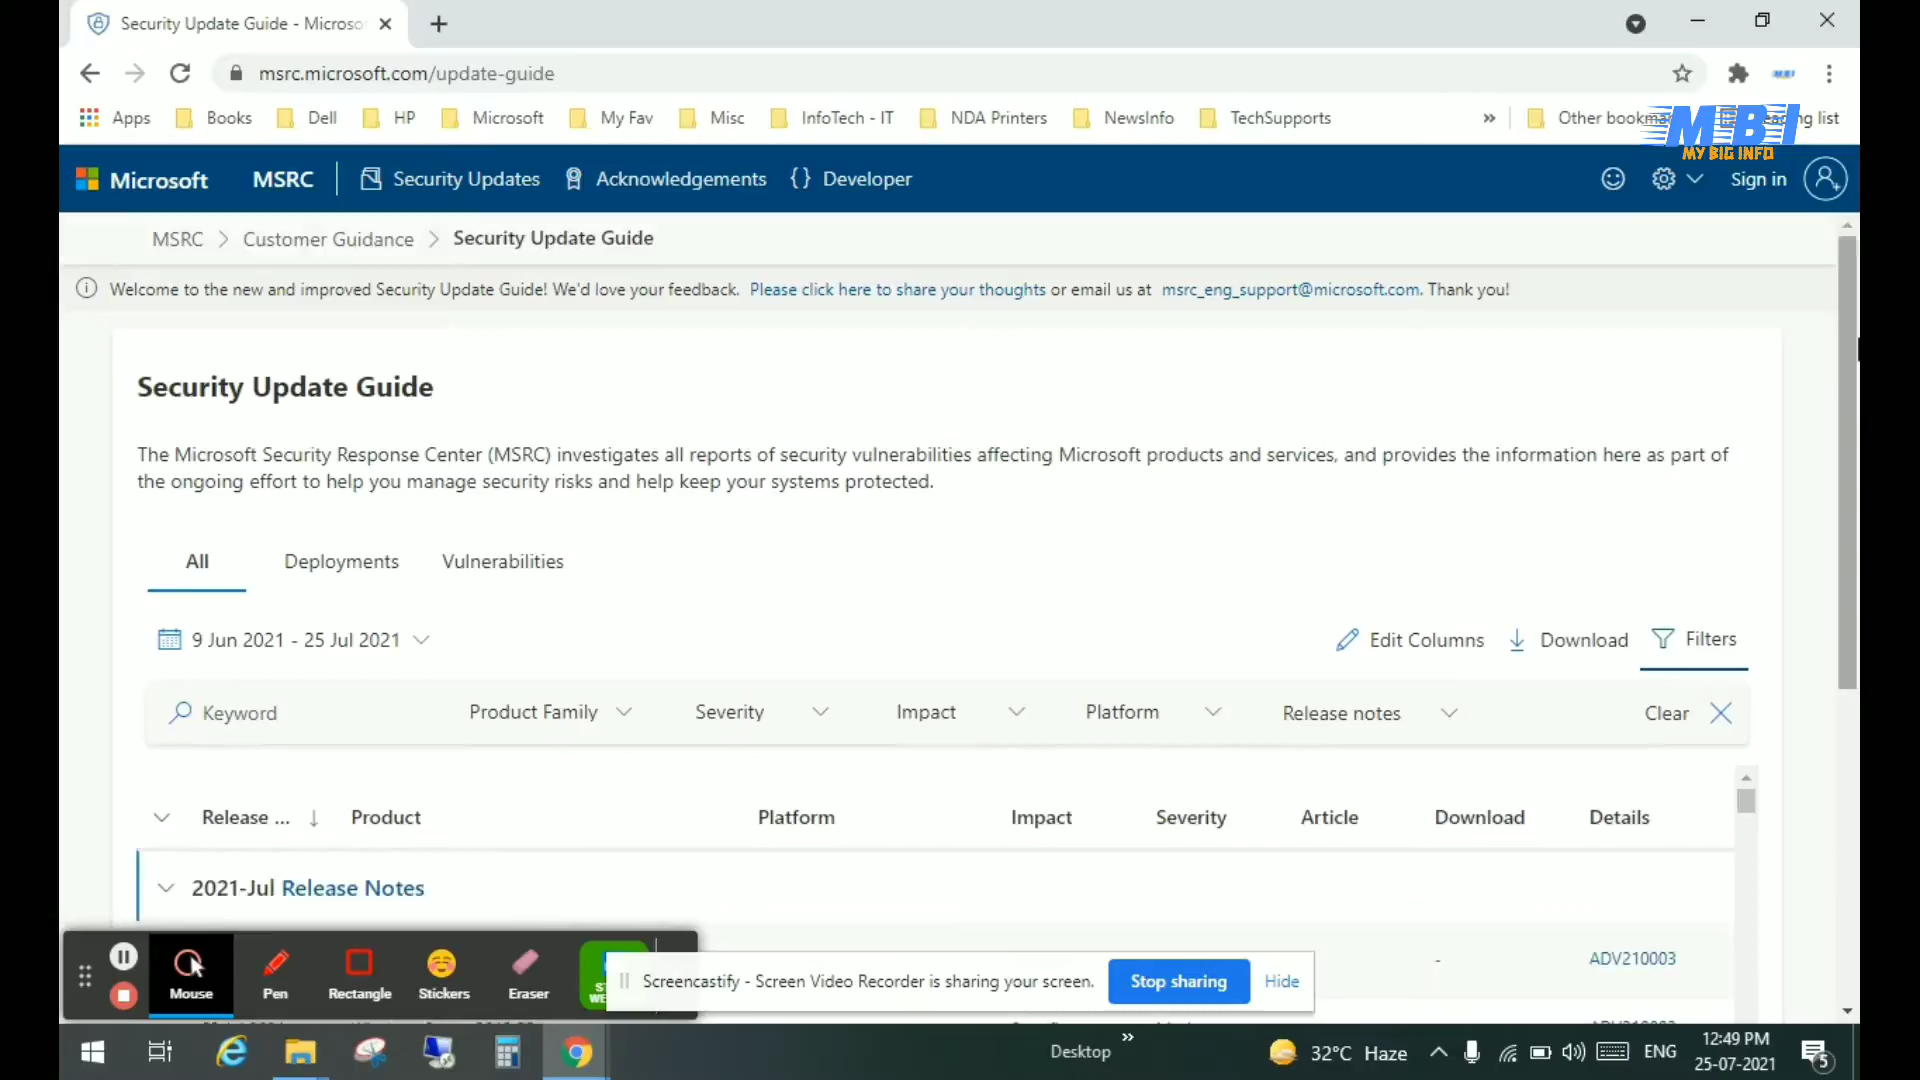 Security Update Guide - Microso
msrc.microsoft.com/update-guide
Apps Books Dell HP Microsoft My Fav Misc InfoTech - IT NDA Printers NewsInfo TechSupports » Other bookma list
MBI
MY BIG INFO
Microsoft MSRC Security Updates Acknowledgements {} Developer Sign in
MSRC > Customer Guidance > Security Update Guide
Welcome to the new and improved Security Update Guide! We'd love your feedback. Please click here to share your thoughts or email us at msrc_eng_support@microsoft.com. Thank you!
Security Update Guide
The Microsoft Security Response Center (MSRC) investigates all reports of security vulnerabilities affecting Microsoft products and services, and provides the information here as part of
the ongoing effort to help you manage security risks and help keep your systems protected.
All Deployments Vulnerabilities
9 Jun 2021 - 25 Jul 2021 Edit Columns Download Filters
Keyword Product Family Severity Impact Platform Release notes Clear
Release ... Product Platform Impact Severity Article Download Details
2021-Jul Release Notes
- ADV210003
Mouse Pen Rectangle Stickers Eraser
Screencastify - Screen Video Recorder is sharing your screen. Stop sharing Hide
Desktop » 32°C Haze ENG 12:49 PM
25-07-2021 5